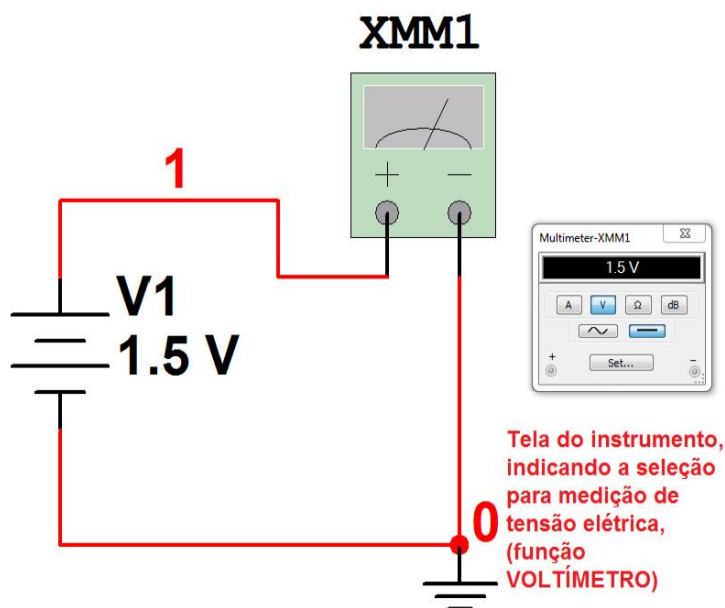 XMM1
1
V1
1.5 V
0
Multimeter-XMM1
1.5 V
A V Ω dB
+ Set... -
Tela do instrumento,
indicando a seleção
para medição de
tensão elétrica,
(função
VOLTÍMETRO)